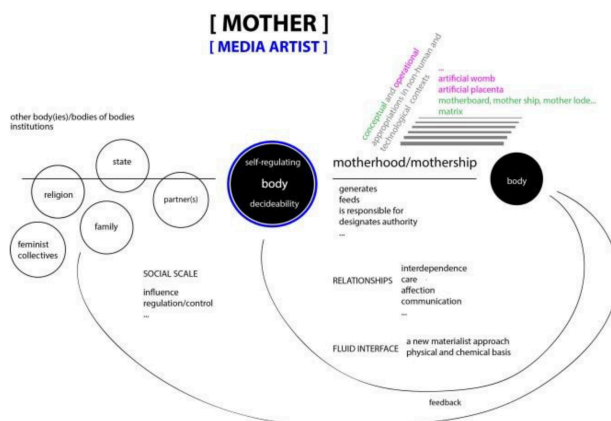 [ MOTHER ]
[ MEDIA ARTIST ]
conceptual and operational
appropriations in non-human and
technological contexts
...
artificial womb
artificial placenta
motherboard, mother ship, mother lode...
matrix
other body(ies)/bodies of bodies
institutions
state
religion
partner(s)
family
feminist
collectives
self-regulating
body
decideability
motherhood/mothership
generates
feeds
is responsible for
designates authority
...
body
SOCIAL SCALE
influence
regulation/control
...
RELATIONSHIPS
interdependence
care
affection
communication
...
FLUID INTERFACE
a new materialist approach
physical and chemical basis
feedback